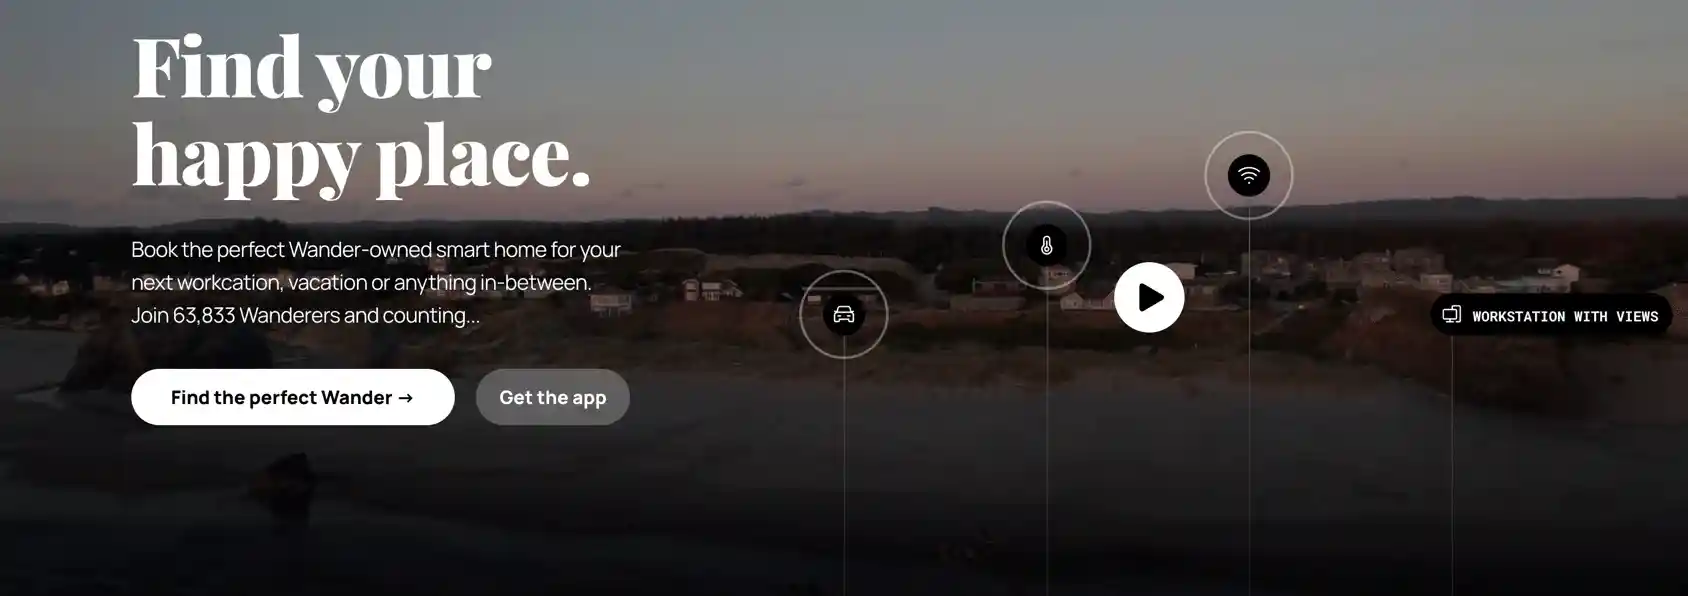 Find your
happy place.
Book the perfect Wander-owned smart home for your
next workcation, vacation or anything in-between.
Join 63,833 Wanderers and counting...
Find the perfect Wander →
Get the app
WORKSTATION WITH VIEWS